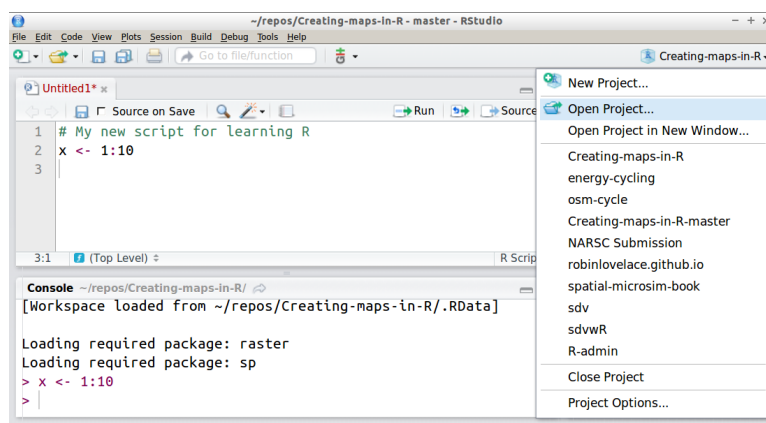 ~/repos/Creating-maps-in-R - master - RStudio
File Edit Code View Plots Session Build Debug Tools Help
Go to file/function
Creating-maps-in-R
Untitled1*
Source on Save
Run
Source
1 # My new script for learning R
2 x <- 1:10
3
3:1 (Top Level)
R Scrip
Console ~/repos/Creating-maps-in-R/
[Workspace loaded from ~/repos/Creating-maps-in-R/.RData]
Loading required package: raster
Loading required package: sp
> x <- 1:10
>
New Project...
Open Project...
Open Project in New Window...
Creating-maps-in-R
energy-cycling
osm-cycle
Creating-maps-in-R-master
NARSC Submission
robinlovelace.github.io
spatial-microsim-book
sdv
sdvwR
R-admin
Close Project
Project Options...